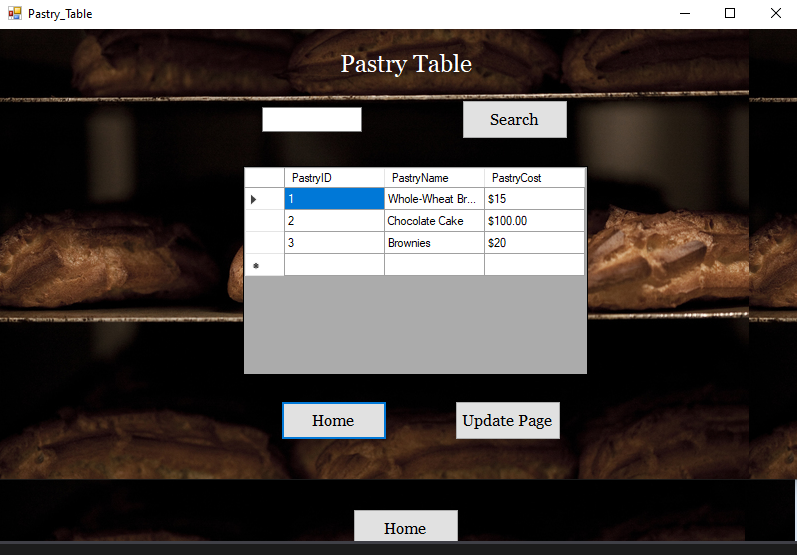 Pastry_Table
Pastry Table
Search
PastryID PastryName PastryCost
1 Whole-Wheat Br... $15
2 Chocolate Cake $100.00
3 Brownies $20
Home Update Page
Home